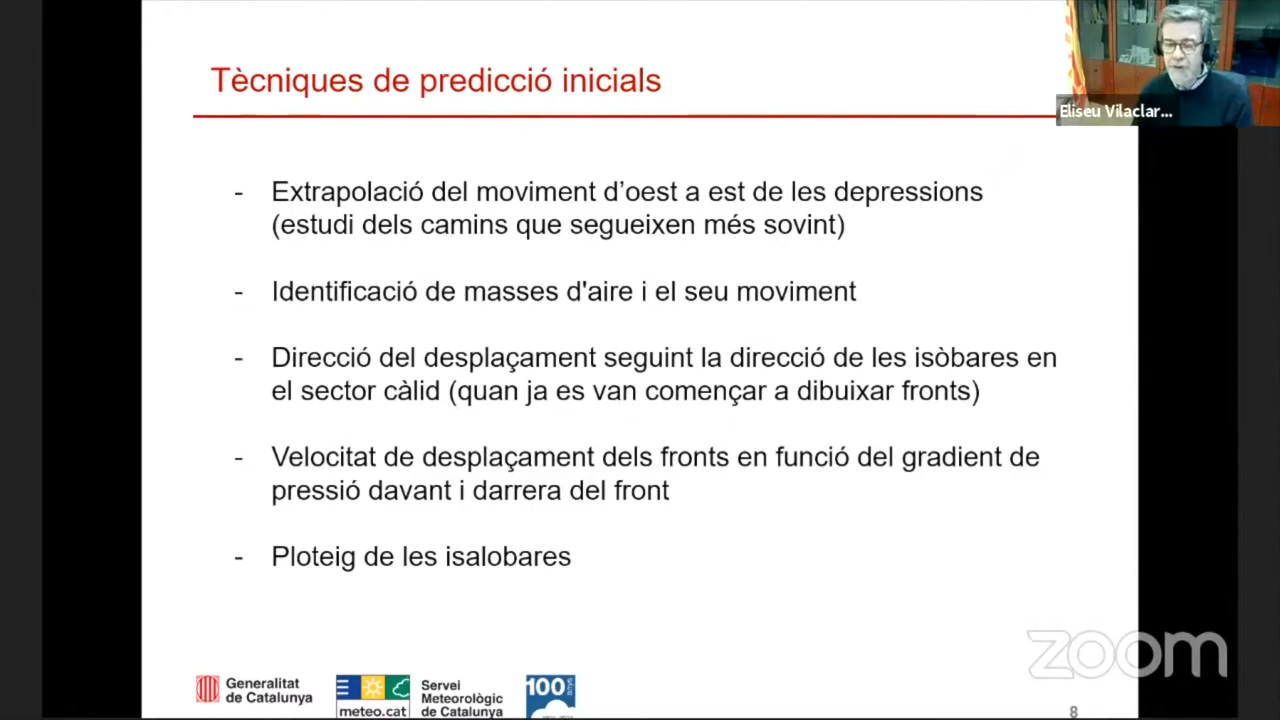 Tècniques de predicció inicials
Eliseu Vilaclar...
- Extrapolació del moviment d’oest a est de les depressions
(estudi dels camins que segueixen més sovint)
- Identificació de masses d'aire i el seu moviment
- Direcció del desplaçament seguint la direcció de les isòbares en
el sector càlid (quan ja es van començar a dibuixar fronts)
- Velocitat de desplaçament dels fronts en funció del gradient de
pressió davant i darrera del front
- Ploteig de les isalobares
zoom
Generalitat
de Catalunya
meteo.cat
Servei
Meteorològic
de Catalunya
100
8